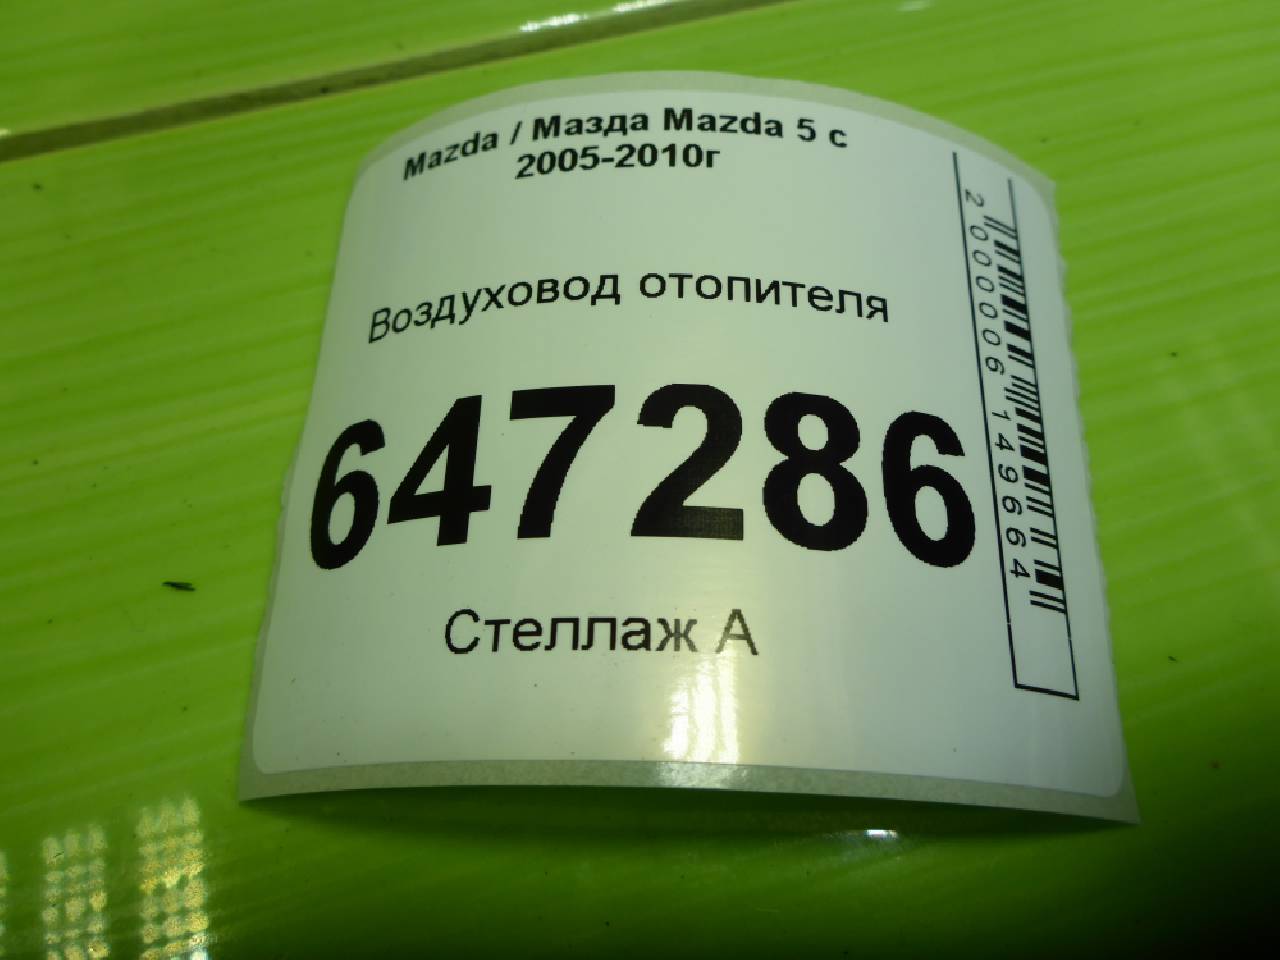 Mazda / Мазда Mazda 5 с
2005-2010г
Воздуховод отопителя
647286
Стеллаж А
2000006149664